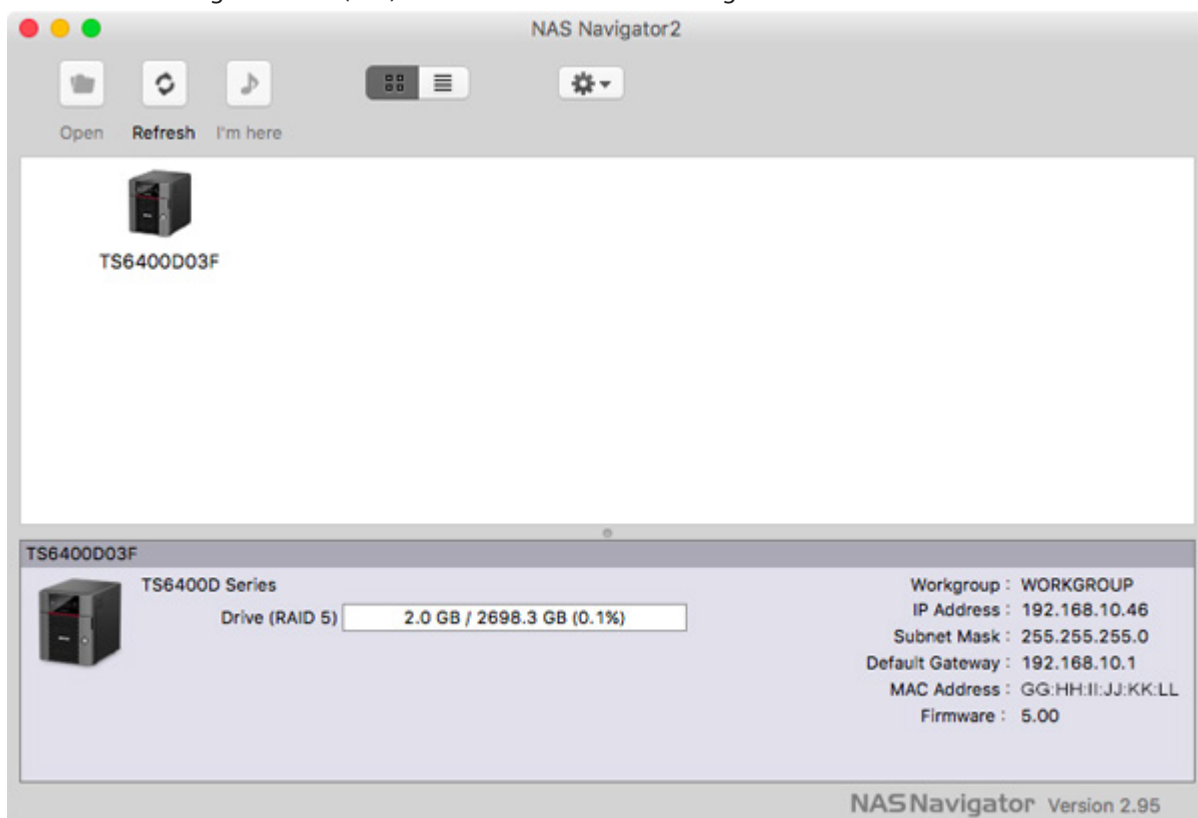 NAS Navigator2
Open Refresh I'm here
TS6400D03F
TS6400D03F
TS6400D Series
Drive (RAID 5) 2.0 GB / 2698.3 GB (0.1%)
Workgroup : WORKGROUP
IP Address : 192.168.10.46
Subnet Mask : 255.255.255.0
Default Gateway : 192.168.10.1
MAC Address : GG:HH:II:JJ:KK:LL
Firmware : 5.00
NASNavigator Version 2.95